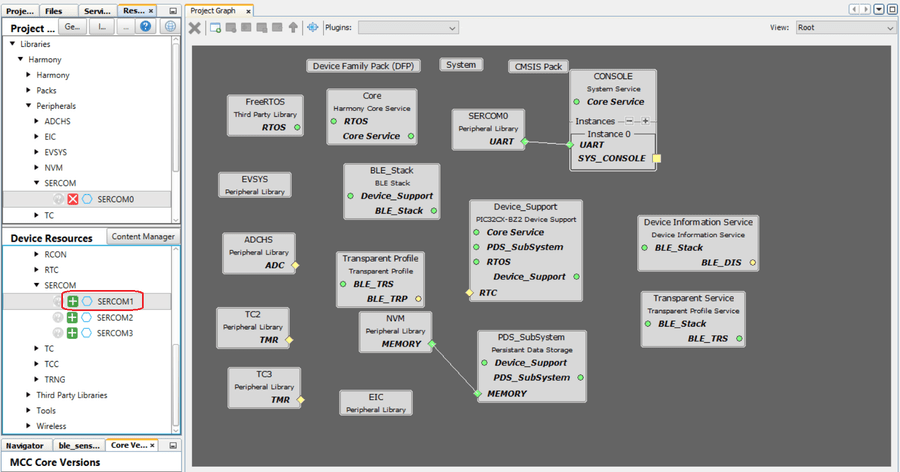 Proje...
Files
Servi...
Res...
Project ...
Ge...
I...
...
Libraries
Harmony
Harmony
Packs
Peripherals
ADCHS
EIC
EVSYS
NVM
SERCOM
SERCOM0
TC
Device Resources
Content Manager
RCON
RTC
SERCOM
SERCOM1
SERCOM2
SERCOM3
TC
TCC
TRNG
Third Party Libraries
Tools
Wireless
Navigator
ble_sens...
Core Ve...
MCC Core Versions
Project Graph
Plugins:
View:
Root
Device Family Pack (DFP)
System
CMSIS Pack
CONSOLE
System Service
Core Service
Instances
Instance 0
UART
SYS_CONSOLE
FreeRTOS
Third Party Library
RTOS
Core
Harmony Core Service
RTOS
Core Service
SERCOM0
Peripheral Library
UART
EVSYS
Peripheral Library
BLE_Stack
BLE Stack
Device_Support
BLE_Stack
Device_Support
PIC32CX-BZ2 Device Support
Core Service
PDS_SubSystem
RTOS
Device_Support
RTC
Device Information Service
Device Information Service
BLE_Stack
BLE_DIS
ADCHS
Peripheral Library
ADC
Transparent Profile
Transparent Profile
BLE_TRS
BLE_TRP
Transparent Service
Transparent Profile Service
BLE_Stack
BLE_TRS
TC2
Peripheral Library
TMR
NVM
Peripheral Library
MEMORY
PDS_SubSystem
Persistant Data Storage
Device_Support
PDS_SubSystem
MEMORY
TC3
Peripheral Library
TMR
EIC
Peripheral Library